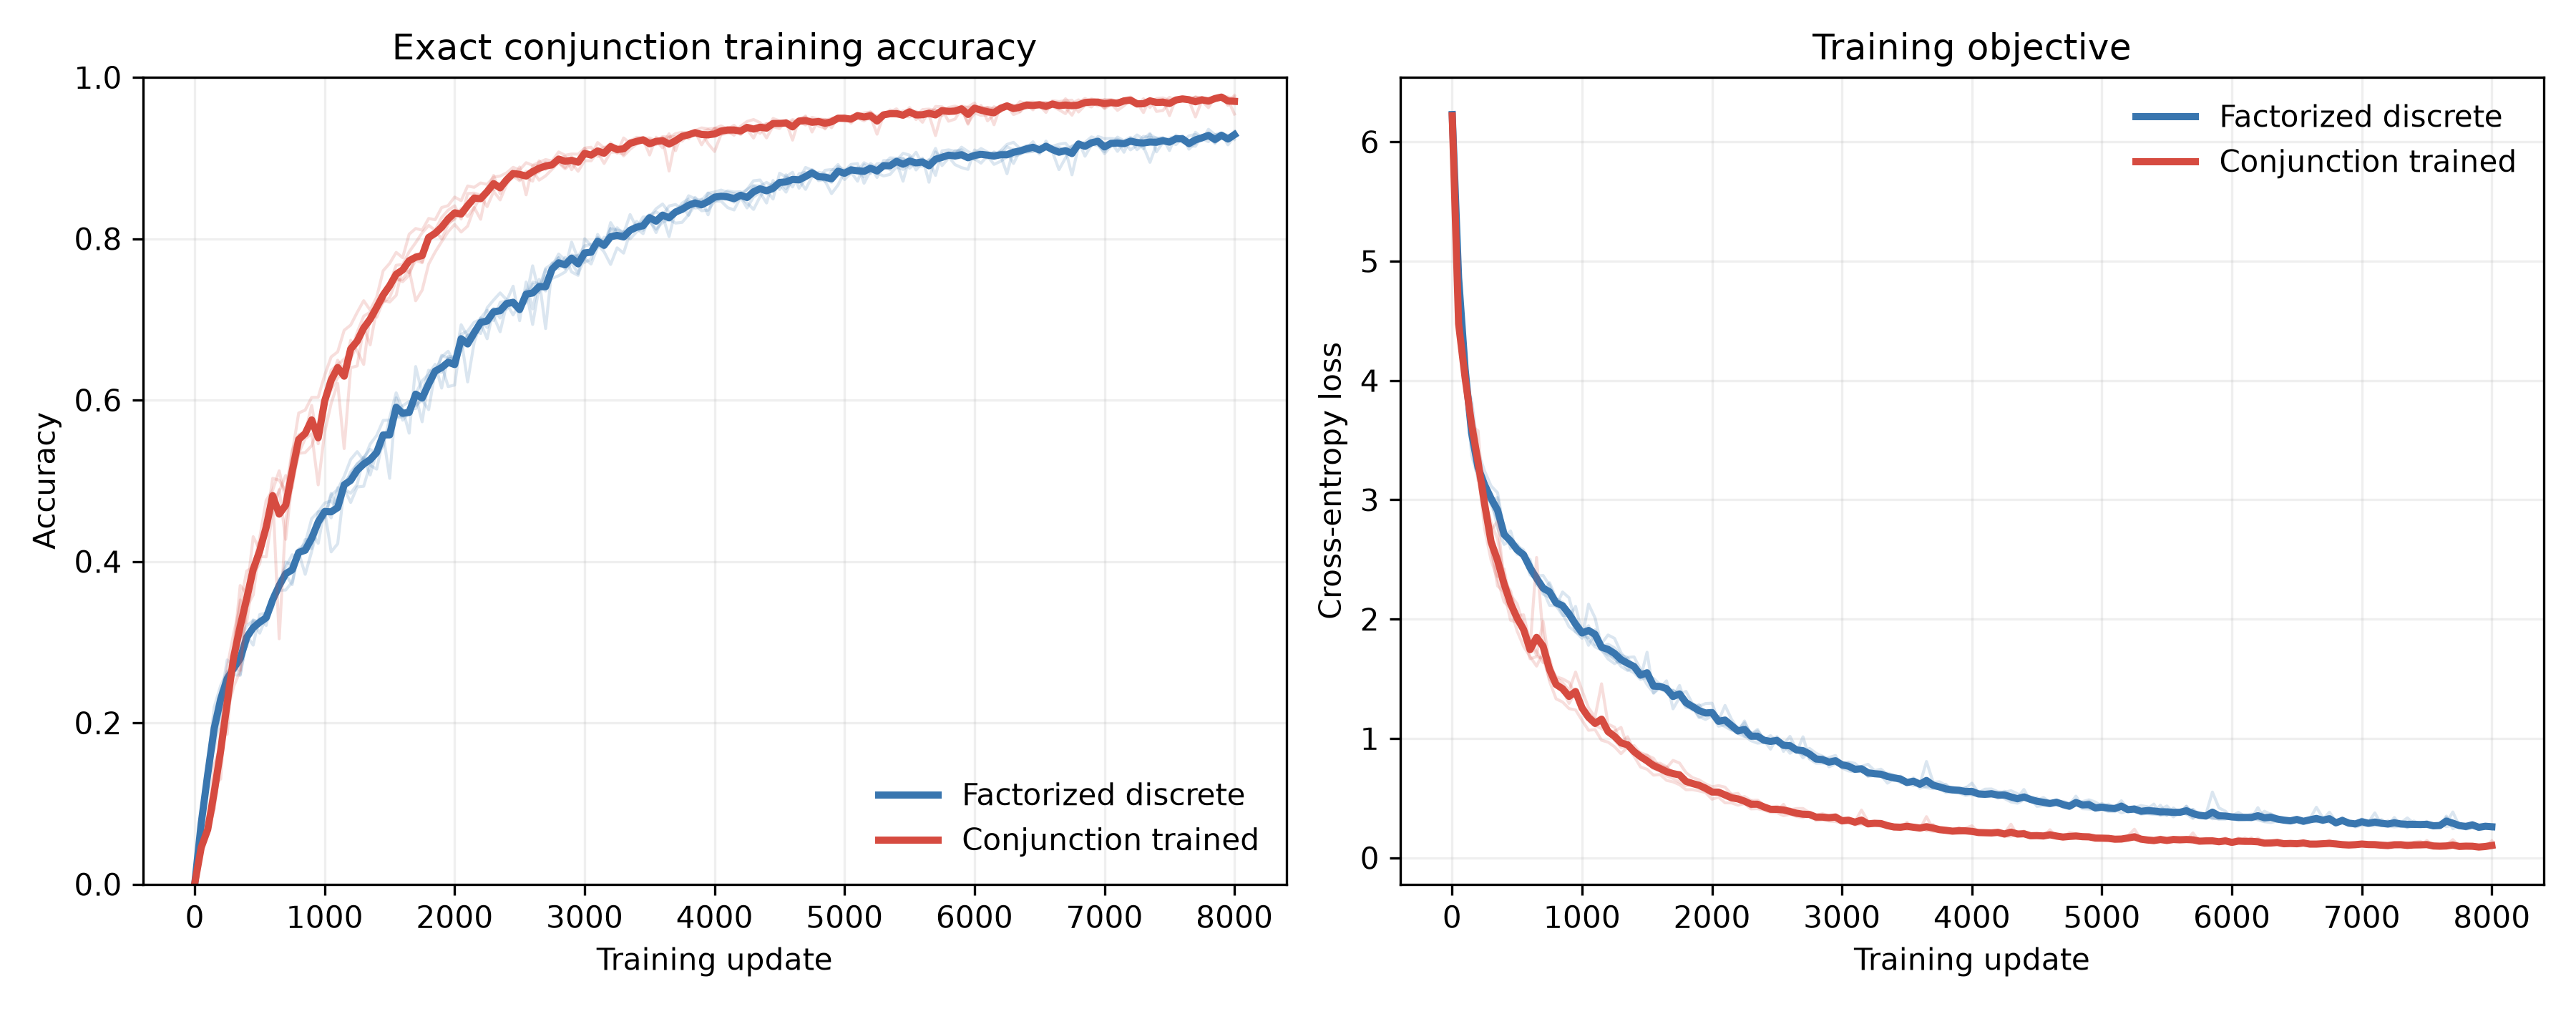 Exact conjunction training accuracy
1.0
0.8
0.6
0.4
0.2
0.0
Accuracy
0 1000 2000 3000 4000 5000 6000 7000 8000
Training update
Factorized discrete
Conjunction trained
Training objective
6
5
4
3
2
1
0
Cross-entropy loss
0 1000 2000 3000 4000 5000 6000 7000 8000
Training update
Factorized discrete
Conjunction trained